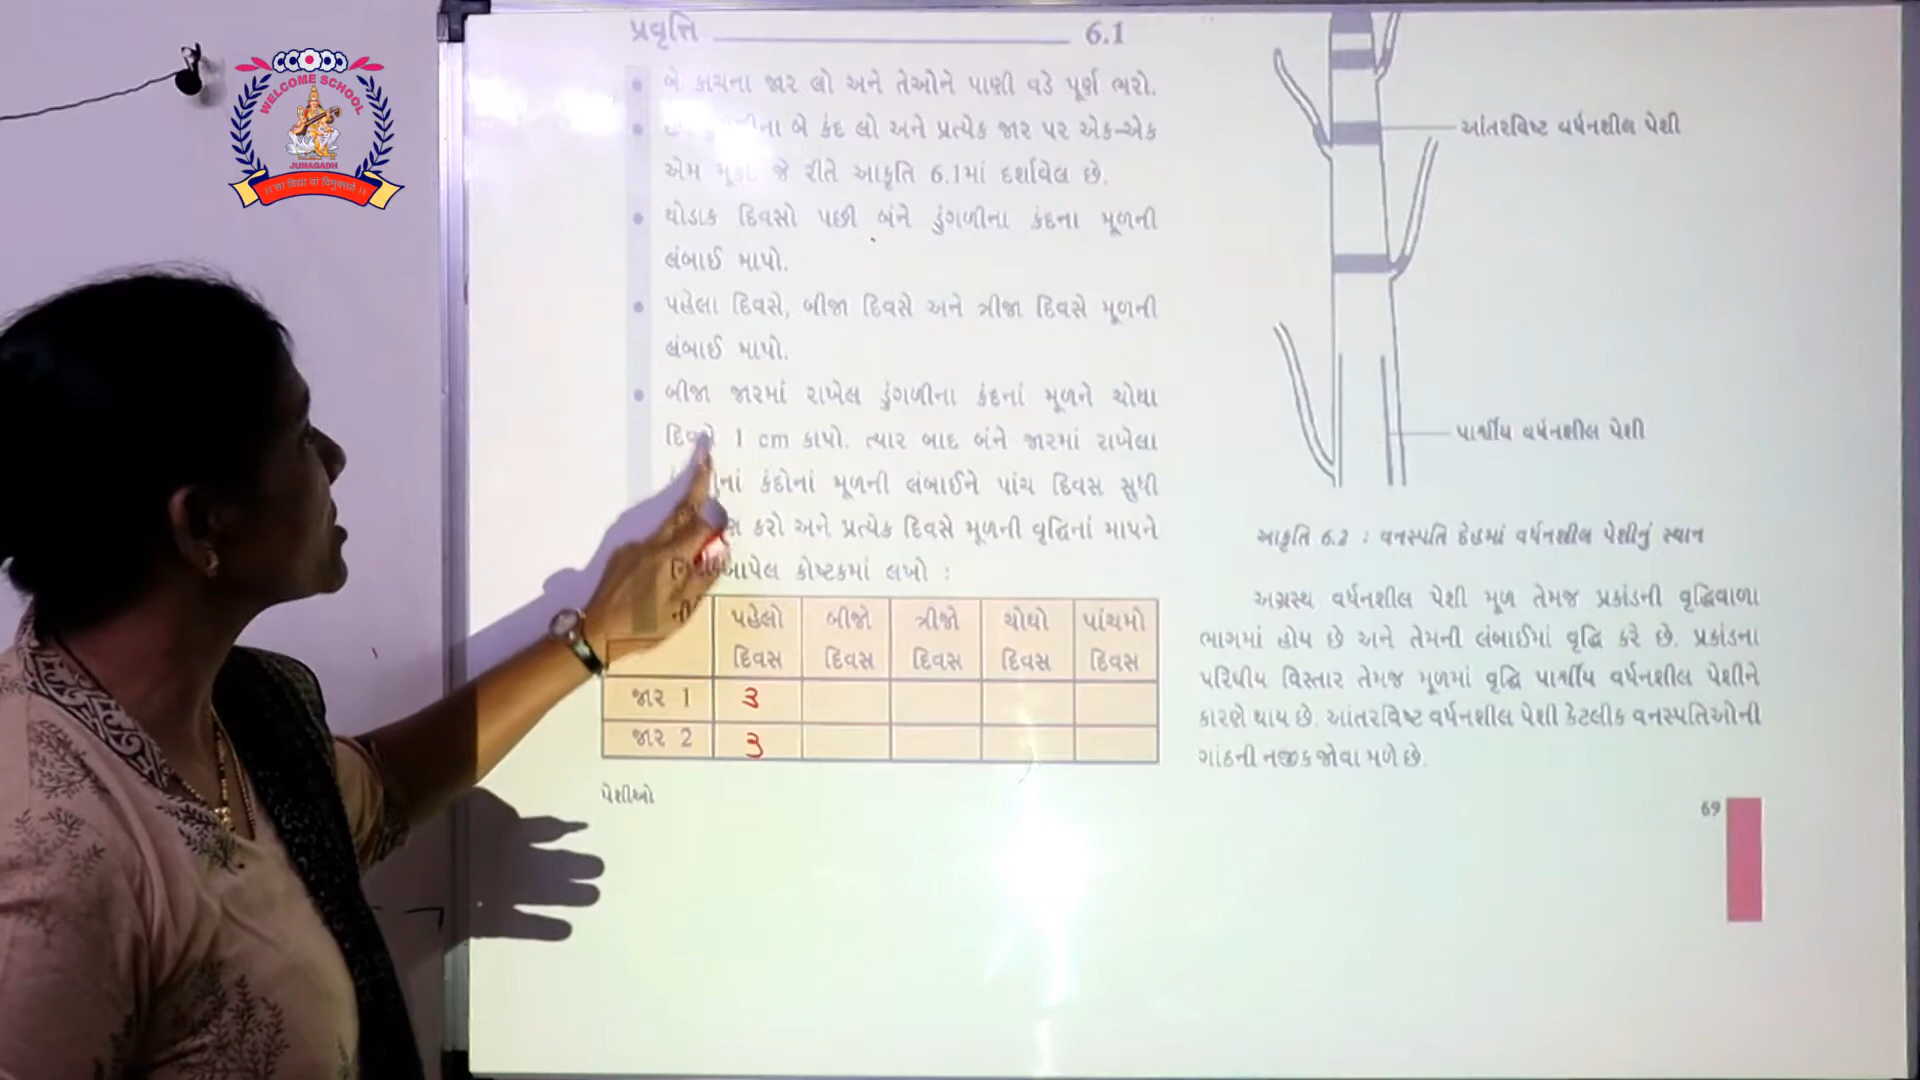 WELCOME SCHOOL
JUNAGADH
।। सा विद्या या विमुक्तये ।।
પ્રવૃત્તિ 6.1
બે કાચના જાર લો અને તેઓને પાણી વડે પૂર્ણ ભરો.
બે કંદ લો અને પ્રત્યેક જાર પર એક-એક
એમ મૂકો જે રીતે આકૃતિ 6.1માં દર્શાવેલ છે.
થોડાક દિવસો પછી બંને ડુંગળીના કંદના મૂળની
લંબાઈ માપો.
પહેલા દિવસે, બીજા દિવસે અને ત્રીજા દિવસે મૂળની
લંબાઈ માપો.
બીજા જારમાં રાખેલ ડુંગળીના કંદનાં મૂળને ચોથા
દિવસે 1 cm કાપો. ત્યાર બાદ બંને જારમાં રાખેલા
કંદોનાં મૂળની લંબાઈને પાંચ દિવસ સુધી
કરો અને પ્રત્યેક દિવસે મૂળની વૃદ્ધિનાં માપને
આપેલ કોષ્ટકમાં લખો :
પહેલો બીજો ત્રીજો ચોથો પાંચમો
દિવસ દિવસ દિવસ દિવસ દિવસ
જાર 1 ૩
જાર 2 ૩
પેશીઓ
આંતરવિષ્ટ વર્ધનશીલ પેશી
પાર્શ્વીય વર્ધનશીલ પેશી
આકૃતિ 6.2 : વનસ્પતિ દેહમાં વર્ધનશીલ પેશીનું સ્થાન
અગ્રસ્થ વર્ધનશીલ પેશી મૂળ તેમજ પ્રકાંડની વૃદ્ધિવાળા
ભાગમાં હોય છે અને તેમની લંબાઈમાં વૃદ્ધિ કરે છે. પ્રકાંડના
પરિઘીય વિસ્તાર તેમજ મૂળમાં વૃદ્ધિ પાર્શ્વીય વર્ધનશીલ પેશીને
કારણે થાય છે. આંતરવિષ્ટ વર્ધનશીલ પેશી કેટલીક વનસ્પતિઓની
ગાંઠની નજીક જોવા મળે છે.
69